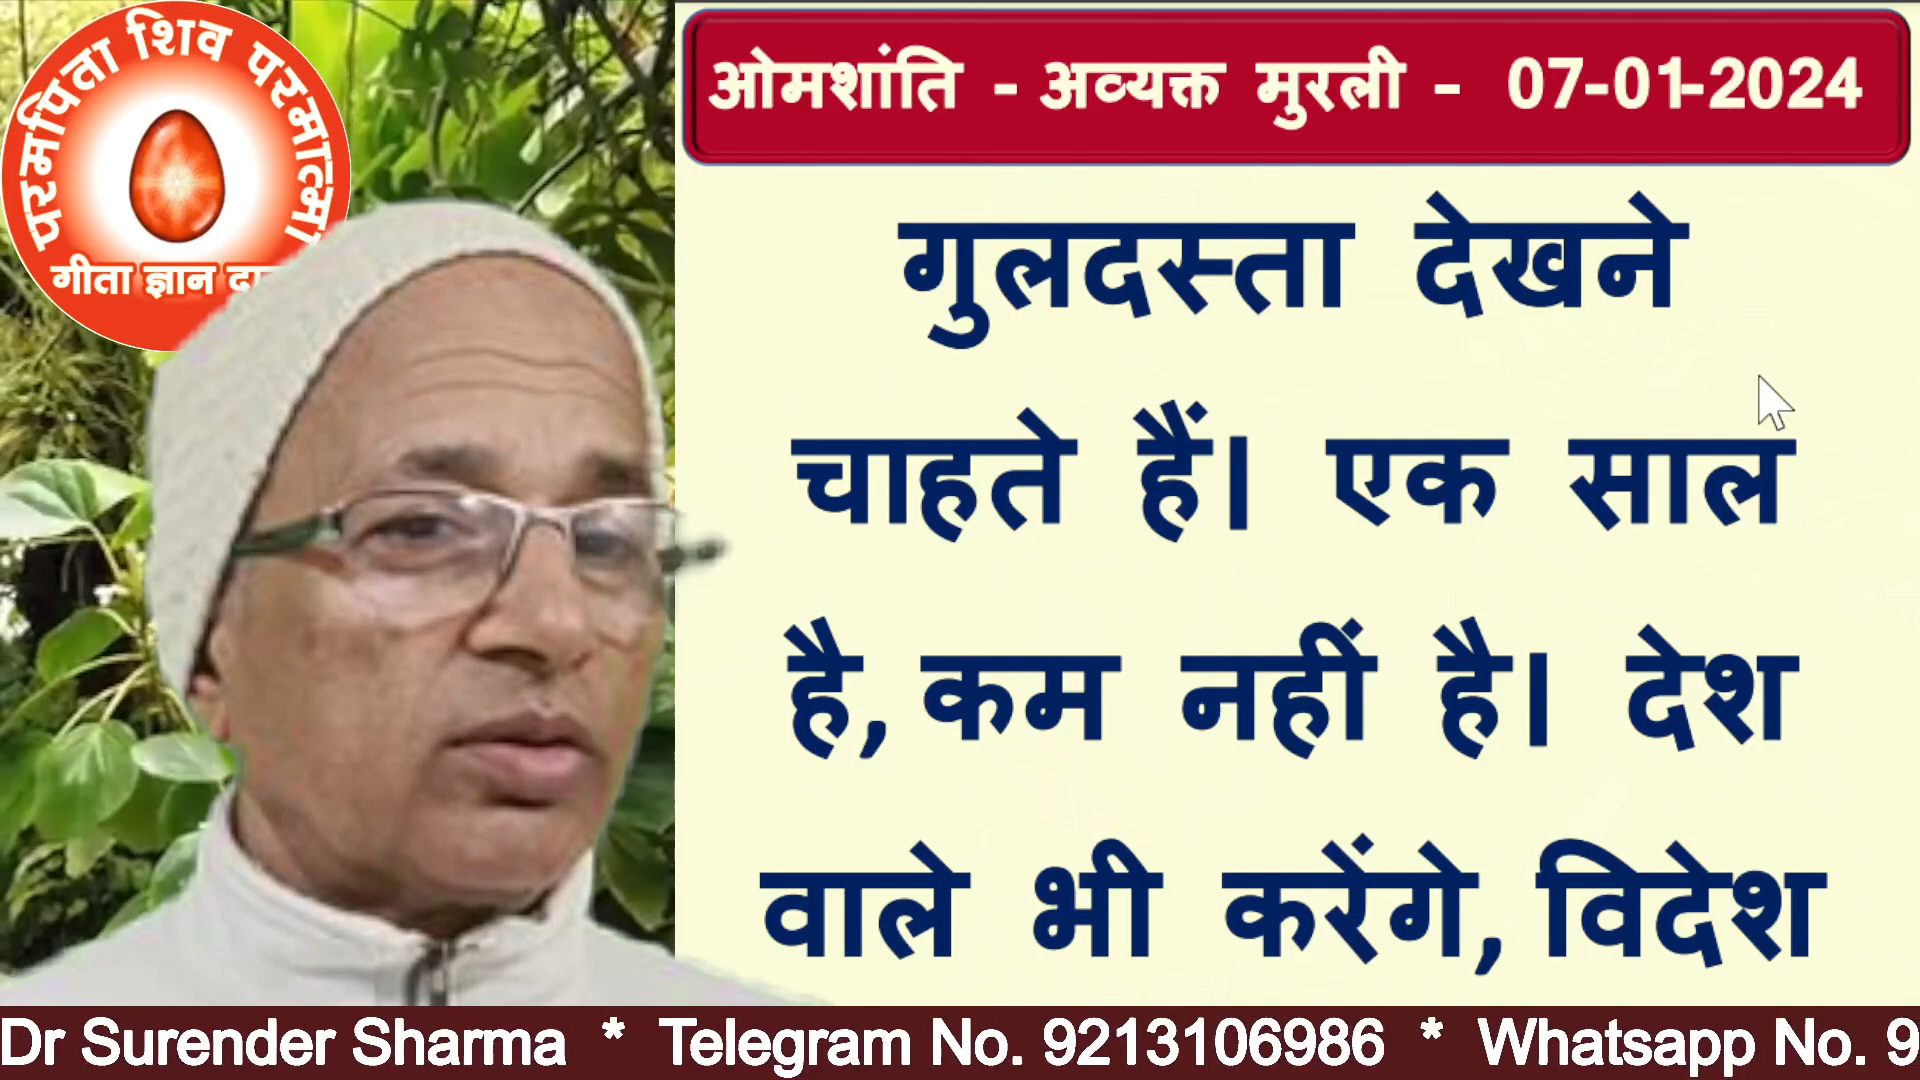 परमपिता शिव परमात्मा
गीता ज्ञान
ओमशांति - अव्यक्त मुरली - 07-01-2024
गुलदस्ता देखने
चाहते हैं। एक साल
है, कम नहीं है। देश
वाले भी करेंगे, विदेश
Dr Surender Sharma * Telegram No. 9213106986 * Whatsapp No. 9